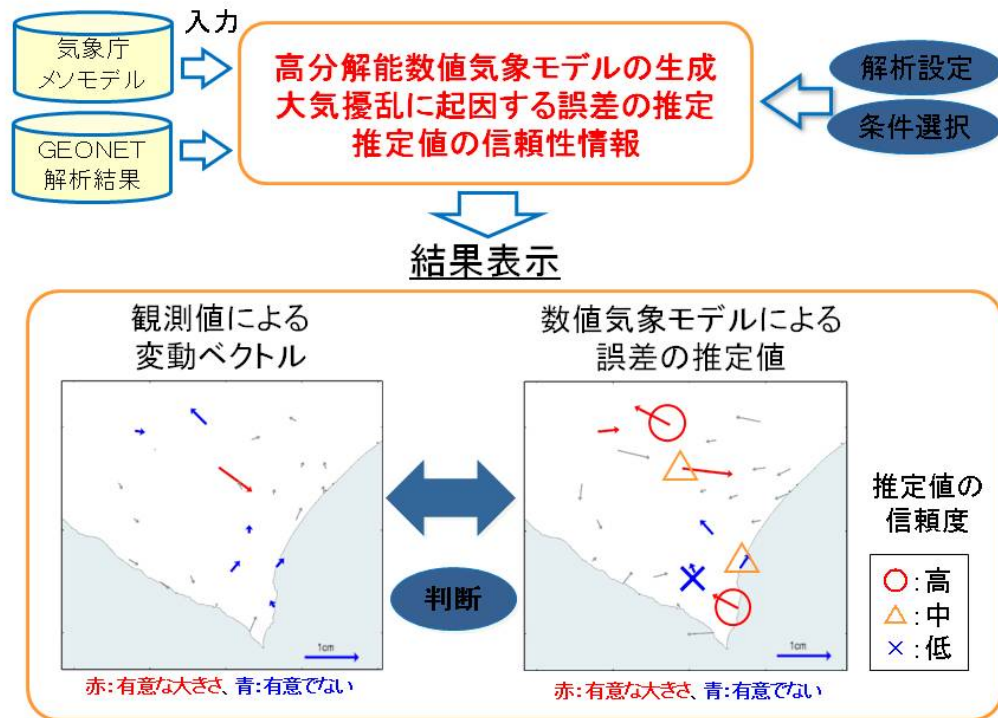 入力
気象庁
メソモデル
GEONET
解析結果
高分解能数値気象モデルの生成
大気擾乱に起因する誤差の推定
推定値の信頼性情報
解析設定
条件選択
結果表示
観測値による
変動ベクトル
1cm
赤:有意な大きさ、青:有意でない
判断
数値気象モデルによる
誤差の推定値
1cm
赤:有意な大きさ、青:有意でない
推定値の
信頼度
○:高
△:中
×:低